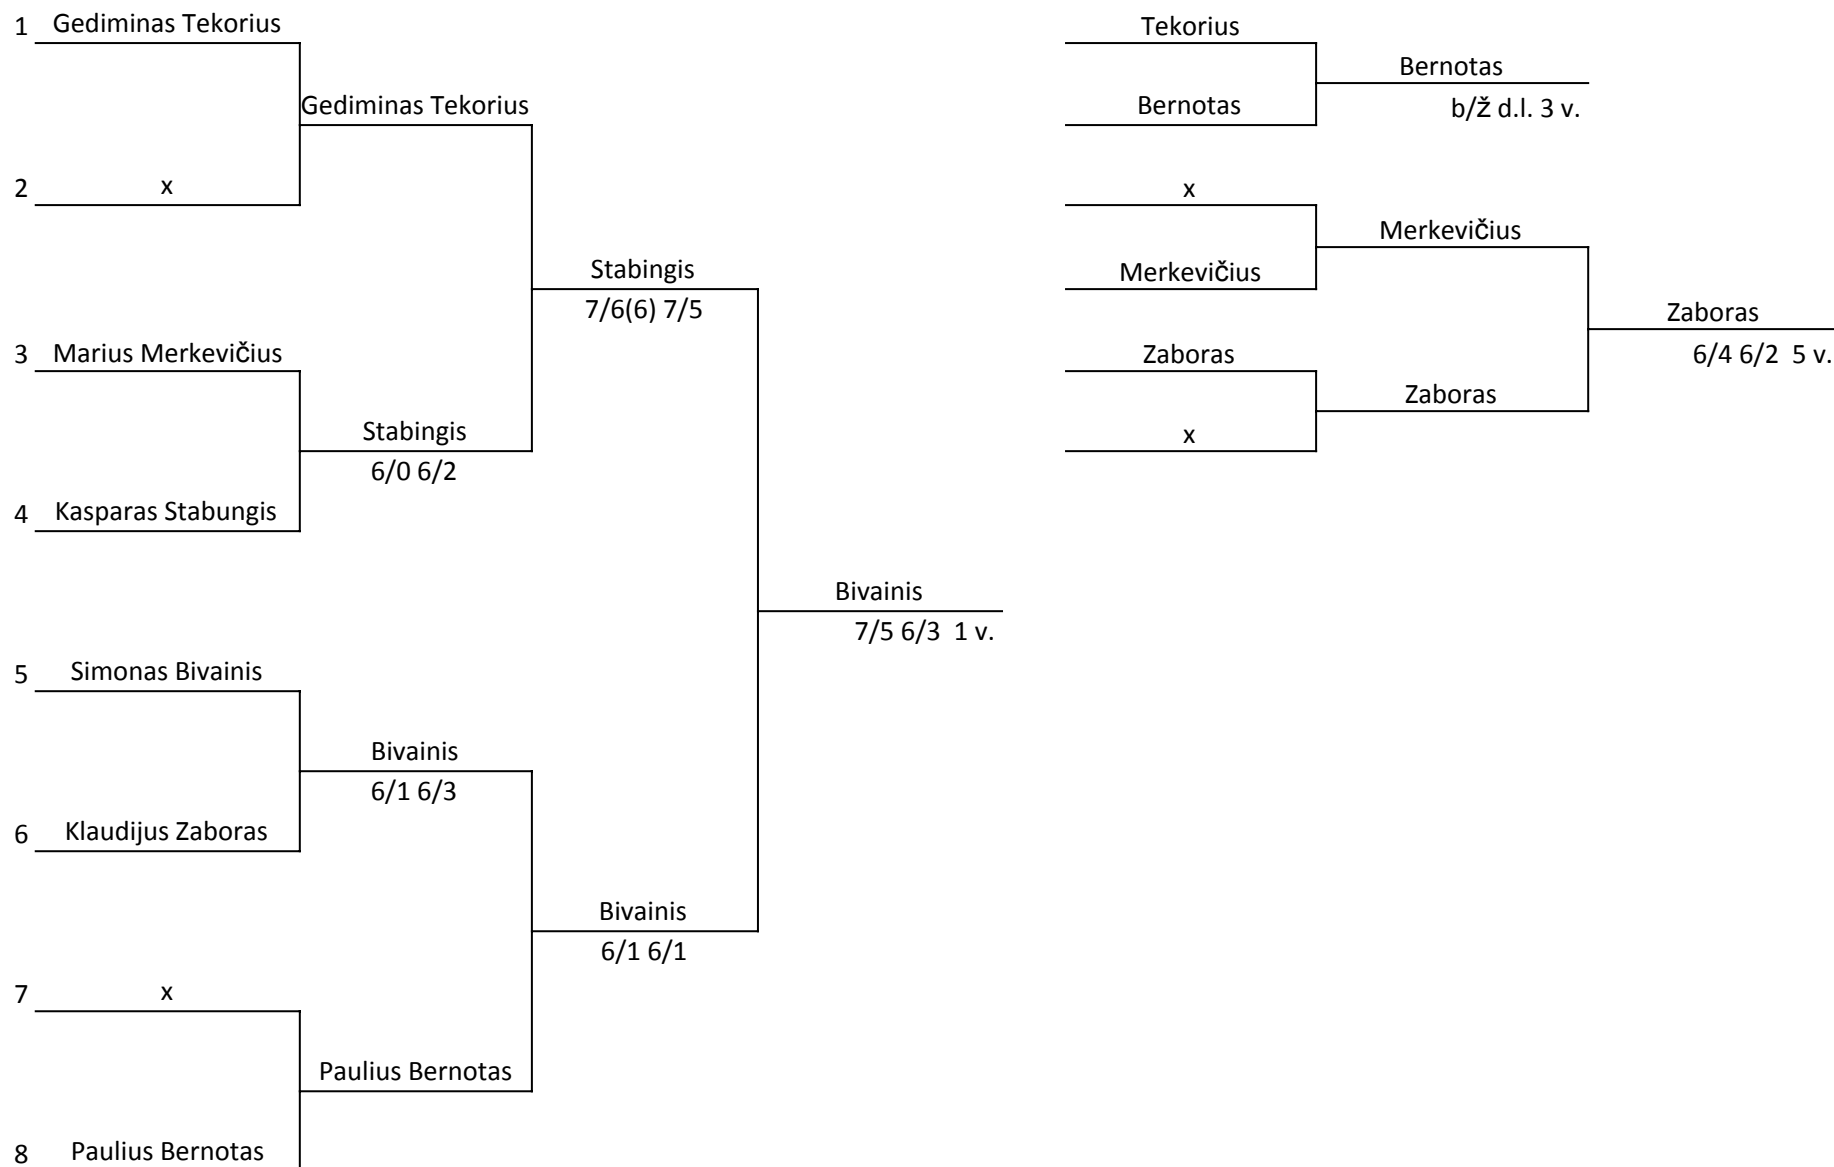 1 Gediminas Tekorius
Gediminas Tekorius
2 x
Stabingis
7/6(6) 7/5
3 Marius Merkevičius
Stabingis
6/0 6/2
4 Kasparas Stabungis
Bivainis
7/5 6/3 1 v.
5 Simonas Bivainis
Bivainis
6/1 6/3
6 Klaudijus Zaboras
Bivainis
6/1 6/1
7 x
Paulius Bernotas
8 Paulius Bernotas
Tekorius
Bernotas
Bernotas
b/ž d.l. 3 v.
x
Merkevičius
Merkevičius
Zaboras
6/4 6/2 5 v.
Zaboras
Zaboras
x